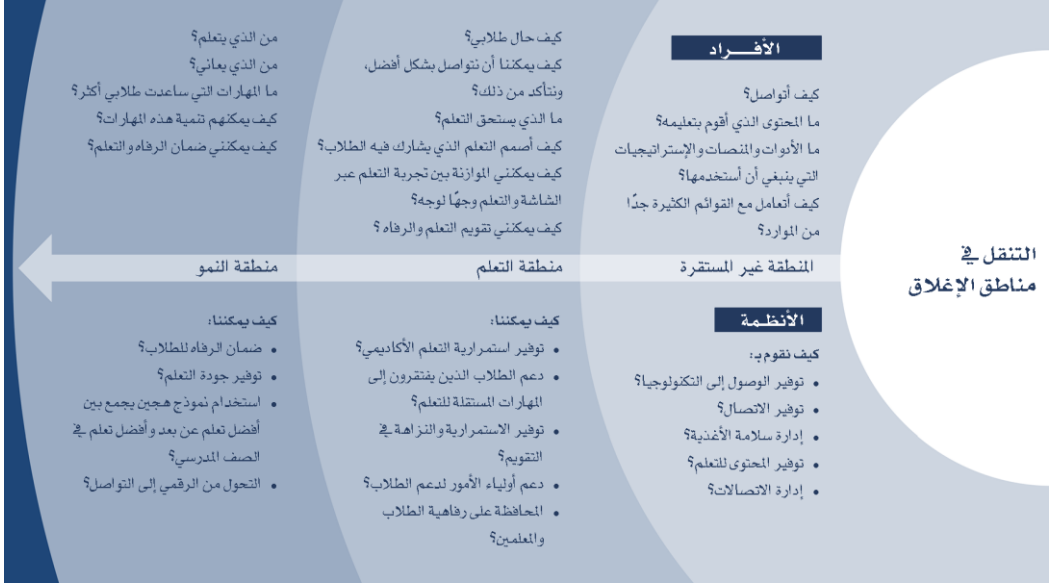 التنقل في
مناطق الإغلاق
الأفـــراد
كيف أتواصل؟
ما المحتوى الذي أقوم بتعليمه؟
ما الأدوات والمنصات والإستراتيجيات
التي ينبغي أن أستخدمها؟
كيف أتعامل مع القوائم الكثيرة جدًا
من الموارد؟
كيف حال طلابي؟
كيف يمكننا أن نتواصل بشكل أفضل،
ونتأكد من ذلك؟
ما الذي يستحق التعلم؟
كيف أصمم التعلم الذي يشارك فيه الطلاب؟
كيف يمكنني الموازنة بين تجربة التعلم عبر
الشاشة والتعلم وجهًا لوجه؟
كيف يمكنني تقويم التعلم والرفاه ؟
من الذي يتعلم؟
من الذي يعاني؟
ما المهارات التي ساعدت طلابي أكثر؟
كيف يمكنهم تنمية هذه المهارات؟
كيف يمكنني ضمان الرفاه والتعلم؟
المنطقة غير المستقرة
منطقة التعلم
منطقة النمو
الأنظـمة
كيف نقوم بـ:
• توفير الوصول إلى التكنولوجيا؟
• توفير الاتصال؟
• إدارة سلامة الأغذية؟
• توفير المحتوى للتعلم؟
• إدارة الاتصالات؟
كيف يمكننا:
• توفير استمرارية التعلم الأكاديمي؟
• دعم الطلاب الذين يفتقرون إلى
المهارات المستقلة للتعلم؟
• توفير الاستمرارية والنزاهة في
التقويم؟
• دعم أولياء الأمور لدعم الطلاب؟
• المحافظة على رفاهية الطلاب
والمعلمين؟
كيف يمكننا:
• ضمان الرفاه للطلاب؟
• توفير جودة التعلم؟
• استخدام نموذج هجين يجمع بين
أفضل تعلم عن بعد وأفضل تعلم في
الصف المدرسي؟
• التحول من الرقمي إلى التواصل؟